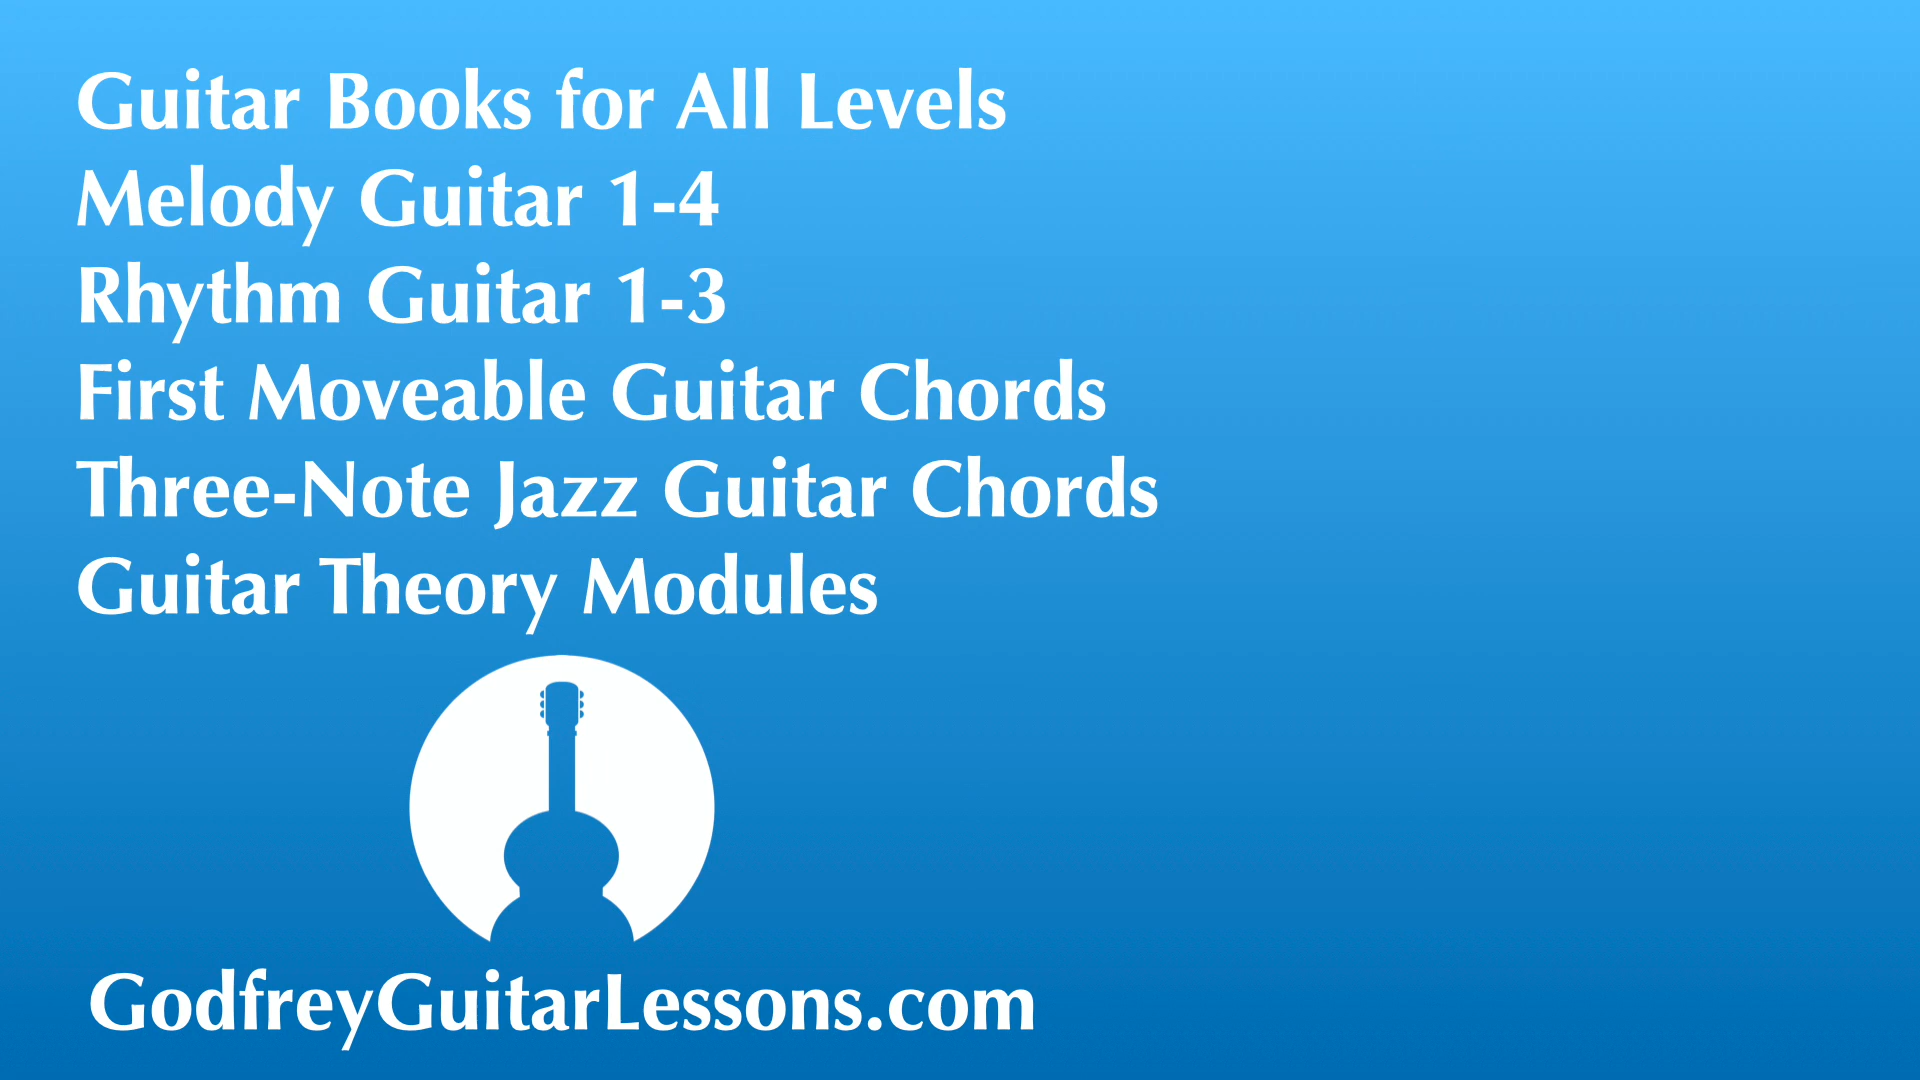 Guitar Books for All Levels
Melody Guitar 1-4
Rhythm Guitar 1-3
First Moveable Guitar Chords
Three-Note Jazz Guitar Chords
Guitar Theory Modules
GodfreyGuitarLessons.com